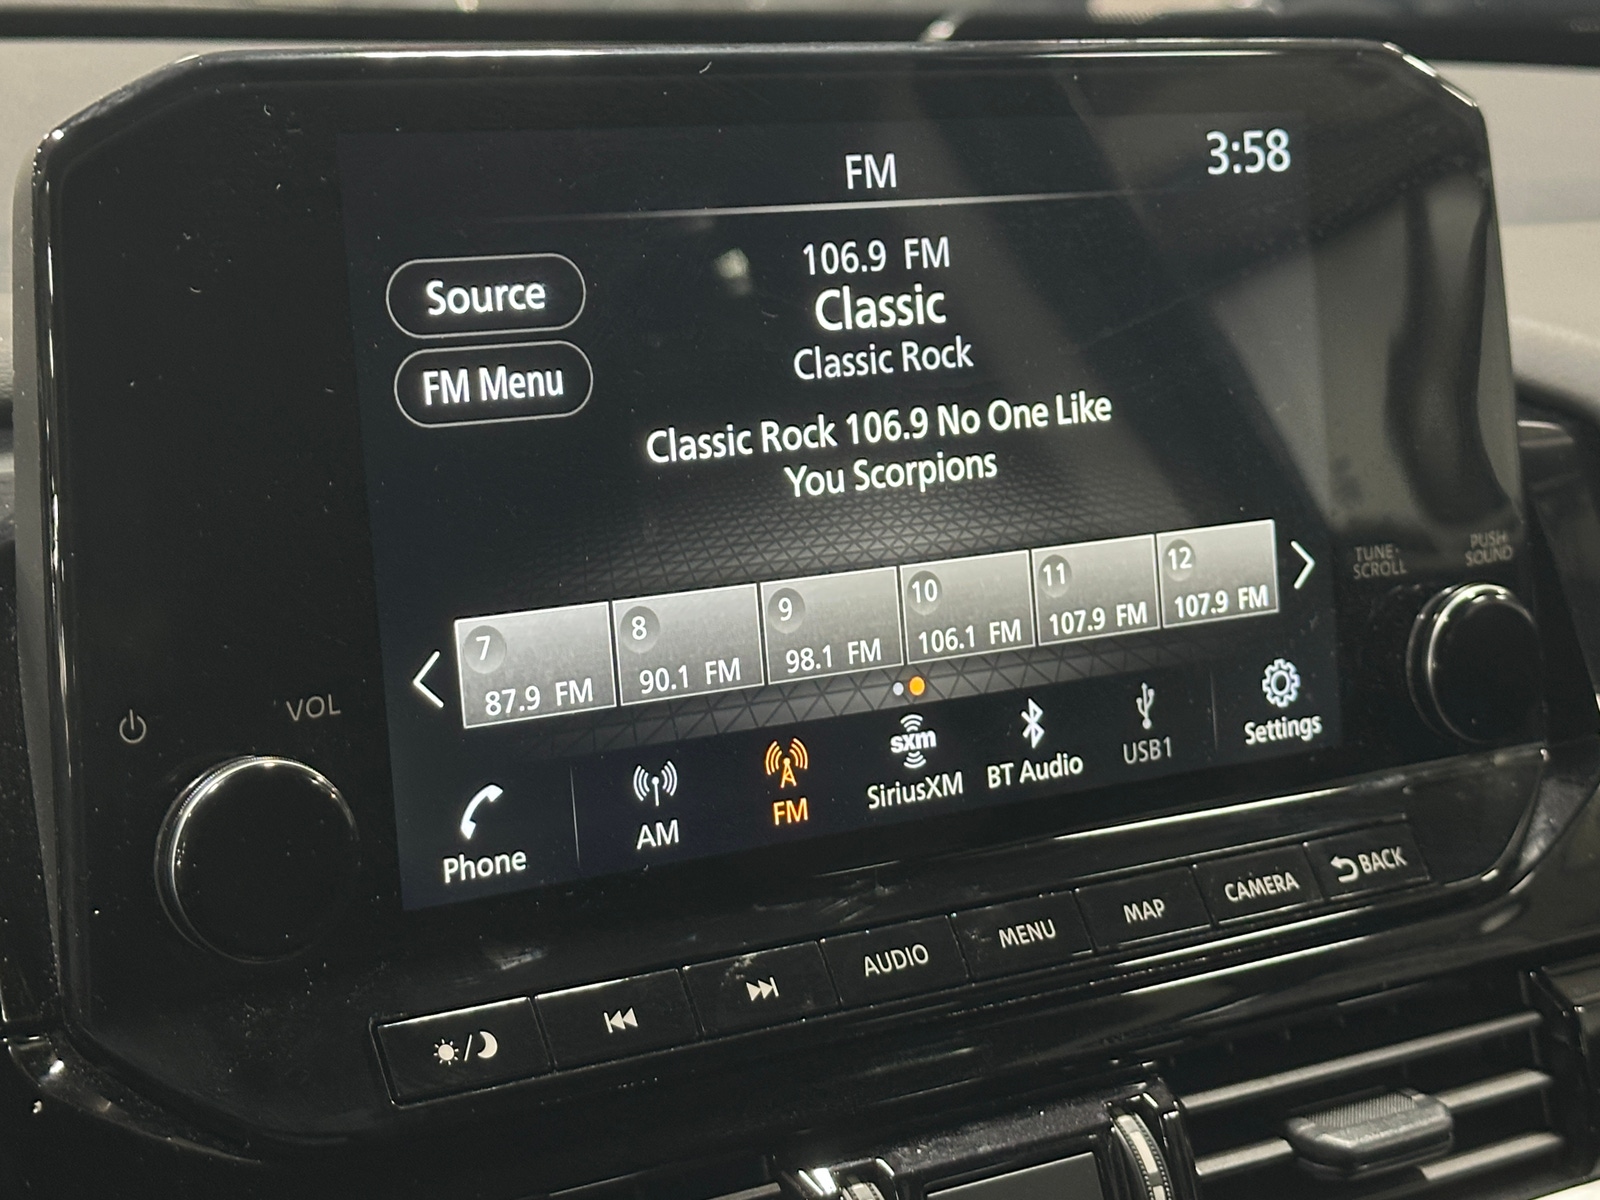 FM
3:58
106.9 FM
Classic
Classic Rock
Source
FM Menu
Classic Rock 106.9 No One Like
You Scorpions
7
87.9 FM
8
90.1 FM
9
98.1 FM
10
106.1 FM
11
107.9 FM
12
107.9 FM
TUNE·
SCROLL
PUSH
SOUND
VOL
Phone
AM
FM
sxm
SiriusXM
BT Audio
USB1
Settings
AUDIO
MENU
MAP
CAMERA
BACK